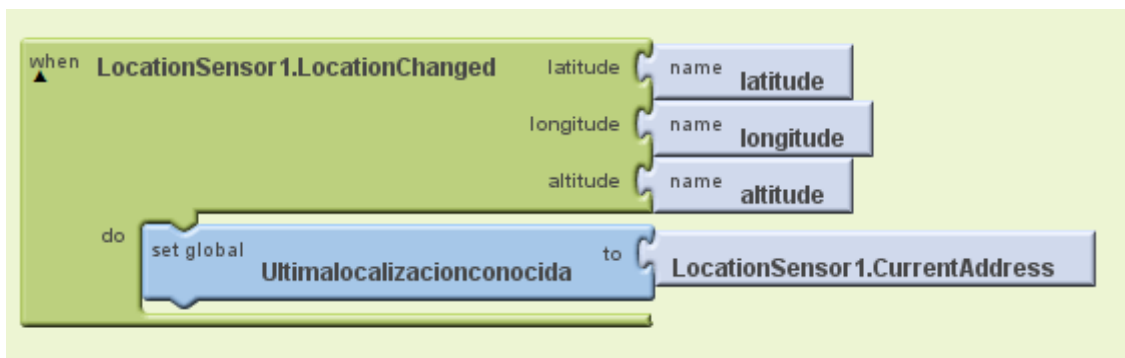 when LocationSensor1.LocationChanged latitude name latitude
longitude name longitude
altitude name altitude
do set global Ultimalocalizacionconocida to LocationSensor1.CurrentAddress